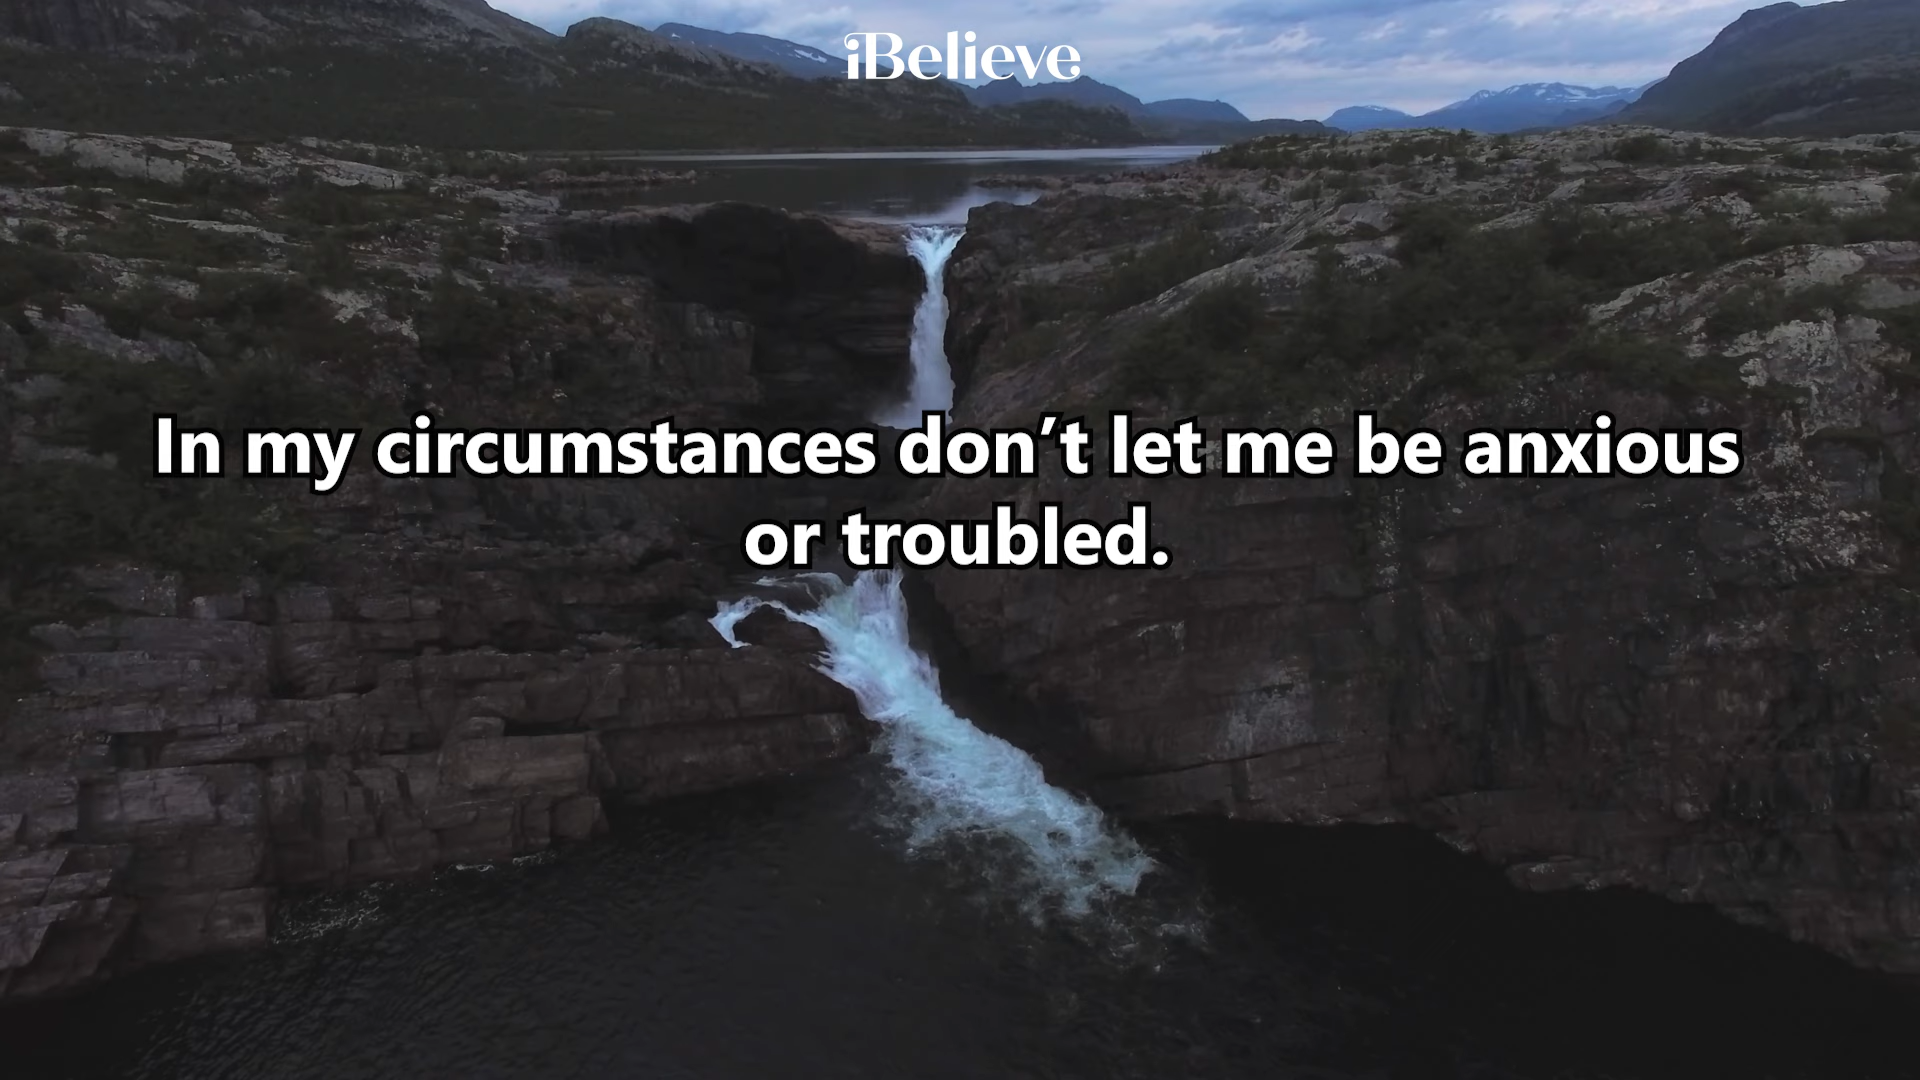 iBelieve
In my circumstances don’t let me be anxious
or troubled.